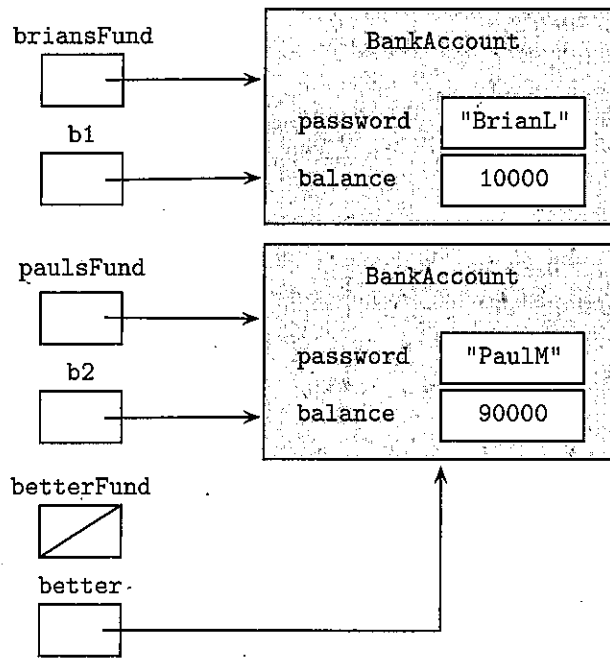 briansFund
BankAccount
password "BrianL"
b1
balance 10000
paulsFund
BankAccount
password "PaulM"
b2
balance 90000
betterFund
better